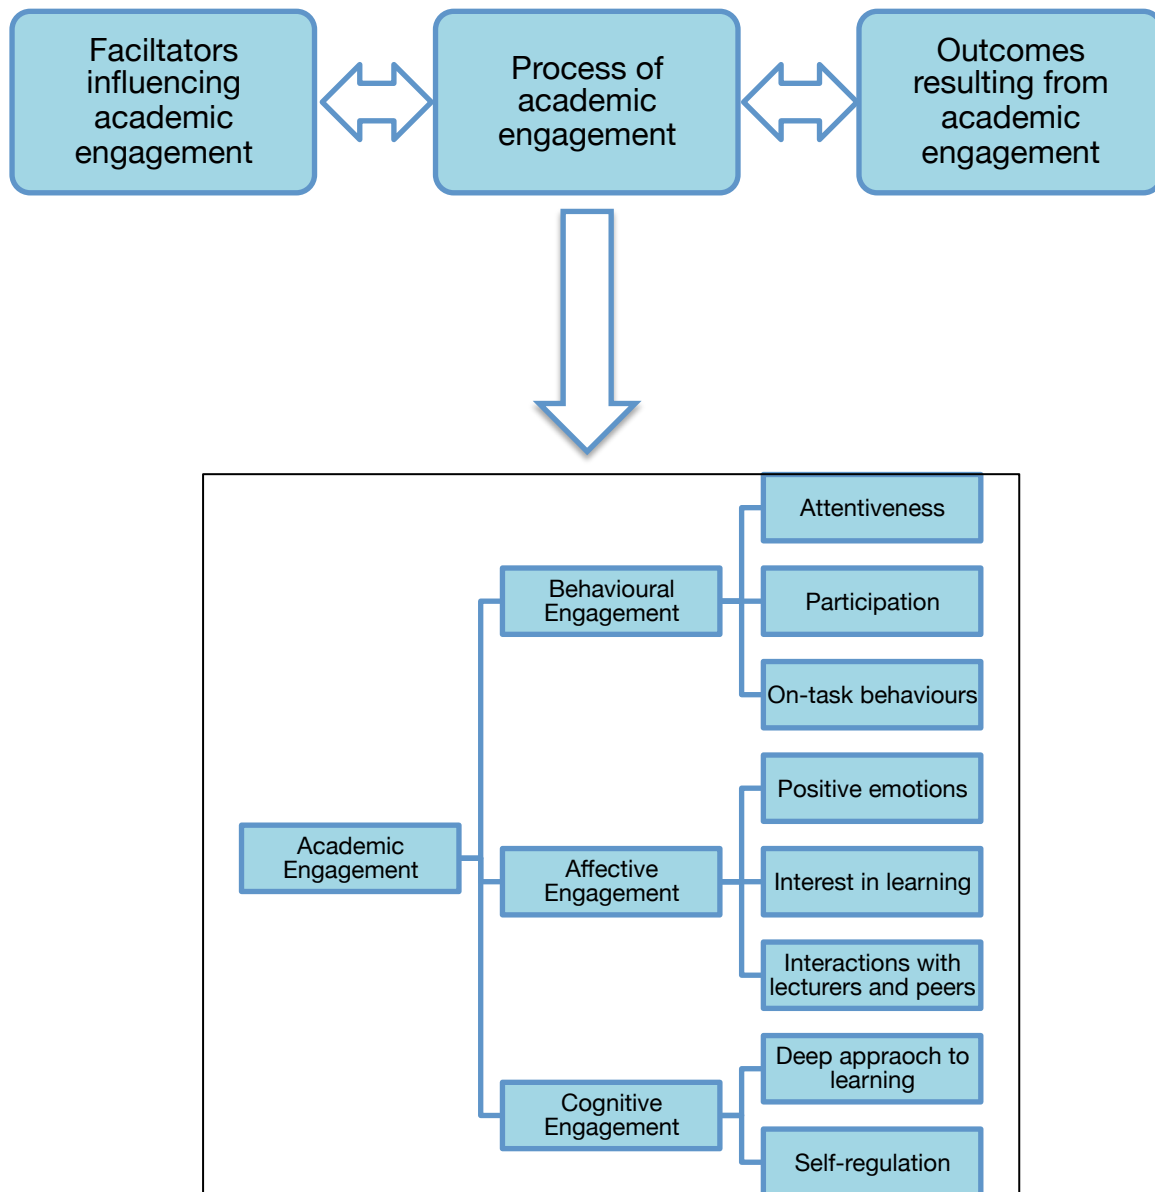 Faciltators
influencing
academic
engagement
Process of
academic
engagement
Outcomes
resulting from
academic
engagement
Attentiveness
Behavioural
Engagement
Participation
On-task behaviours
Positive emotions
Academic
Engagement
Affective
Engagement
Interest in learning
Interactions with
lecturers and peers
Deep appraoch to
learning
Cognitive
Engagement
Self-regulation